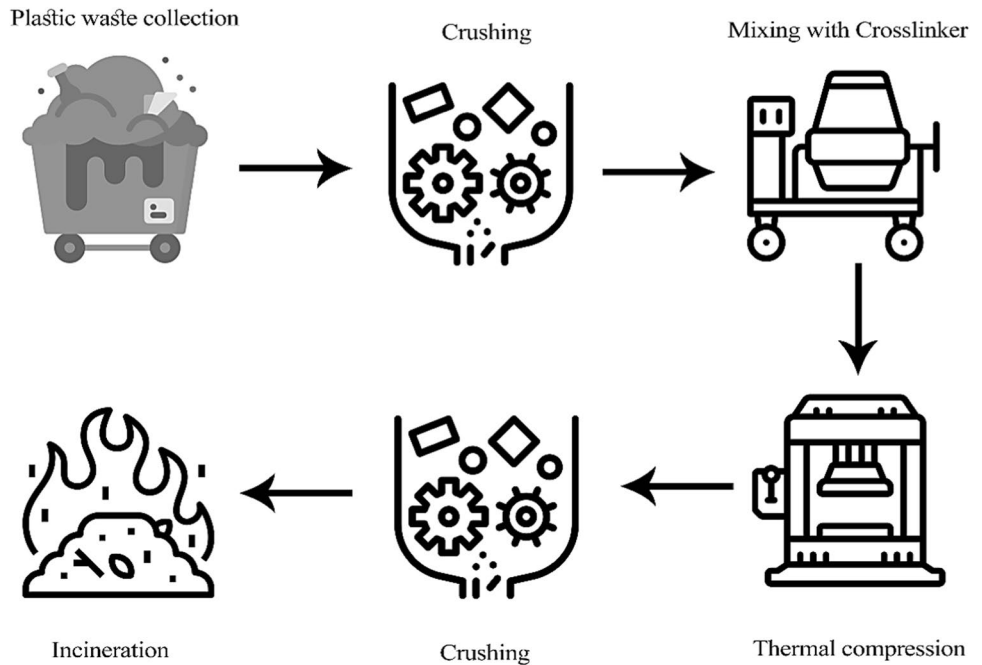 Plastic waste collection
Crushing
Mixing with Crosslinker
Incineration
Crushing
Thermal compression